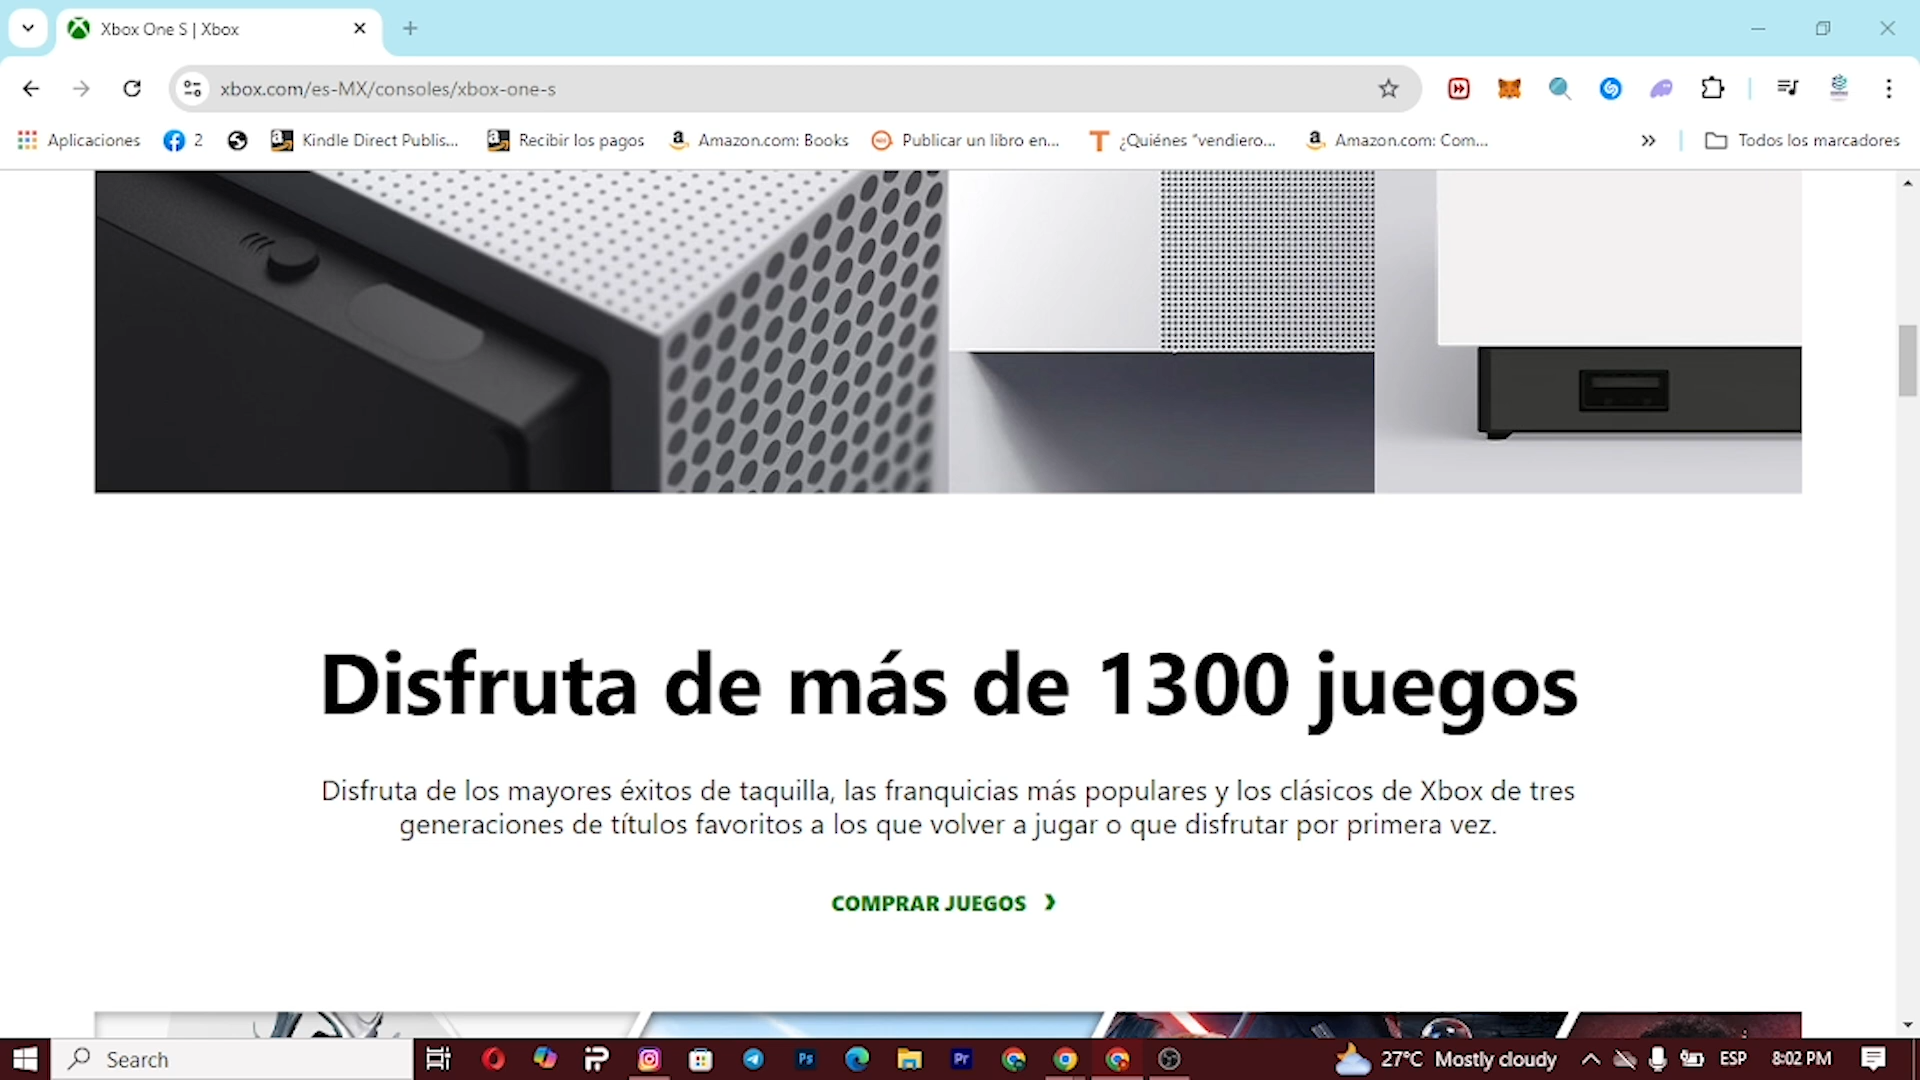 Xbox One S | Xbox
xbox.com/es-MX/consoles/xbox-one-s
Aplicaciones 2 Kindle Direct Publis... Recibir los pagos Amazon.com: Books Publicar un libro en... ¿Quiénes “vendiero... Amazon.com: Com... Todos los marcadores
Disfruta de más de 1300 juegos
Disfruta de los mayores éxitos de taquilla, las franquicias más populares y los clásicos de Xbox de tres
generaciones de títulos favoritos a los que volver a jugar o que disfrutar por primera vez.
COMPRAR JUEGOS
Search Ps Pr 27°C Mostly cloudy ESP 8:02 PM